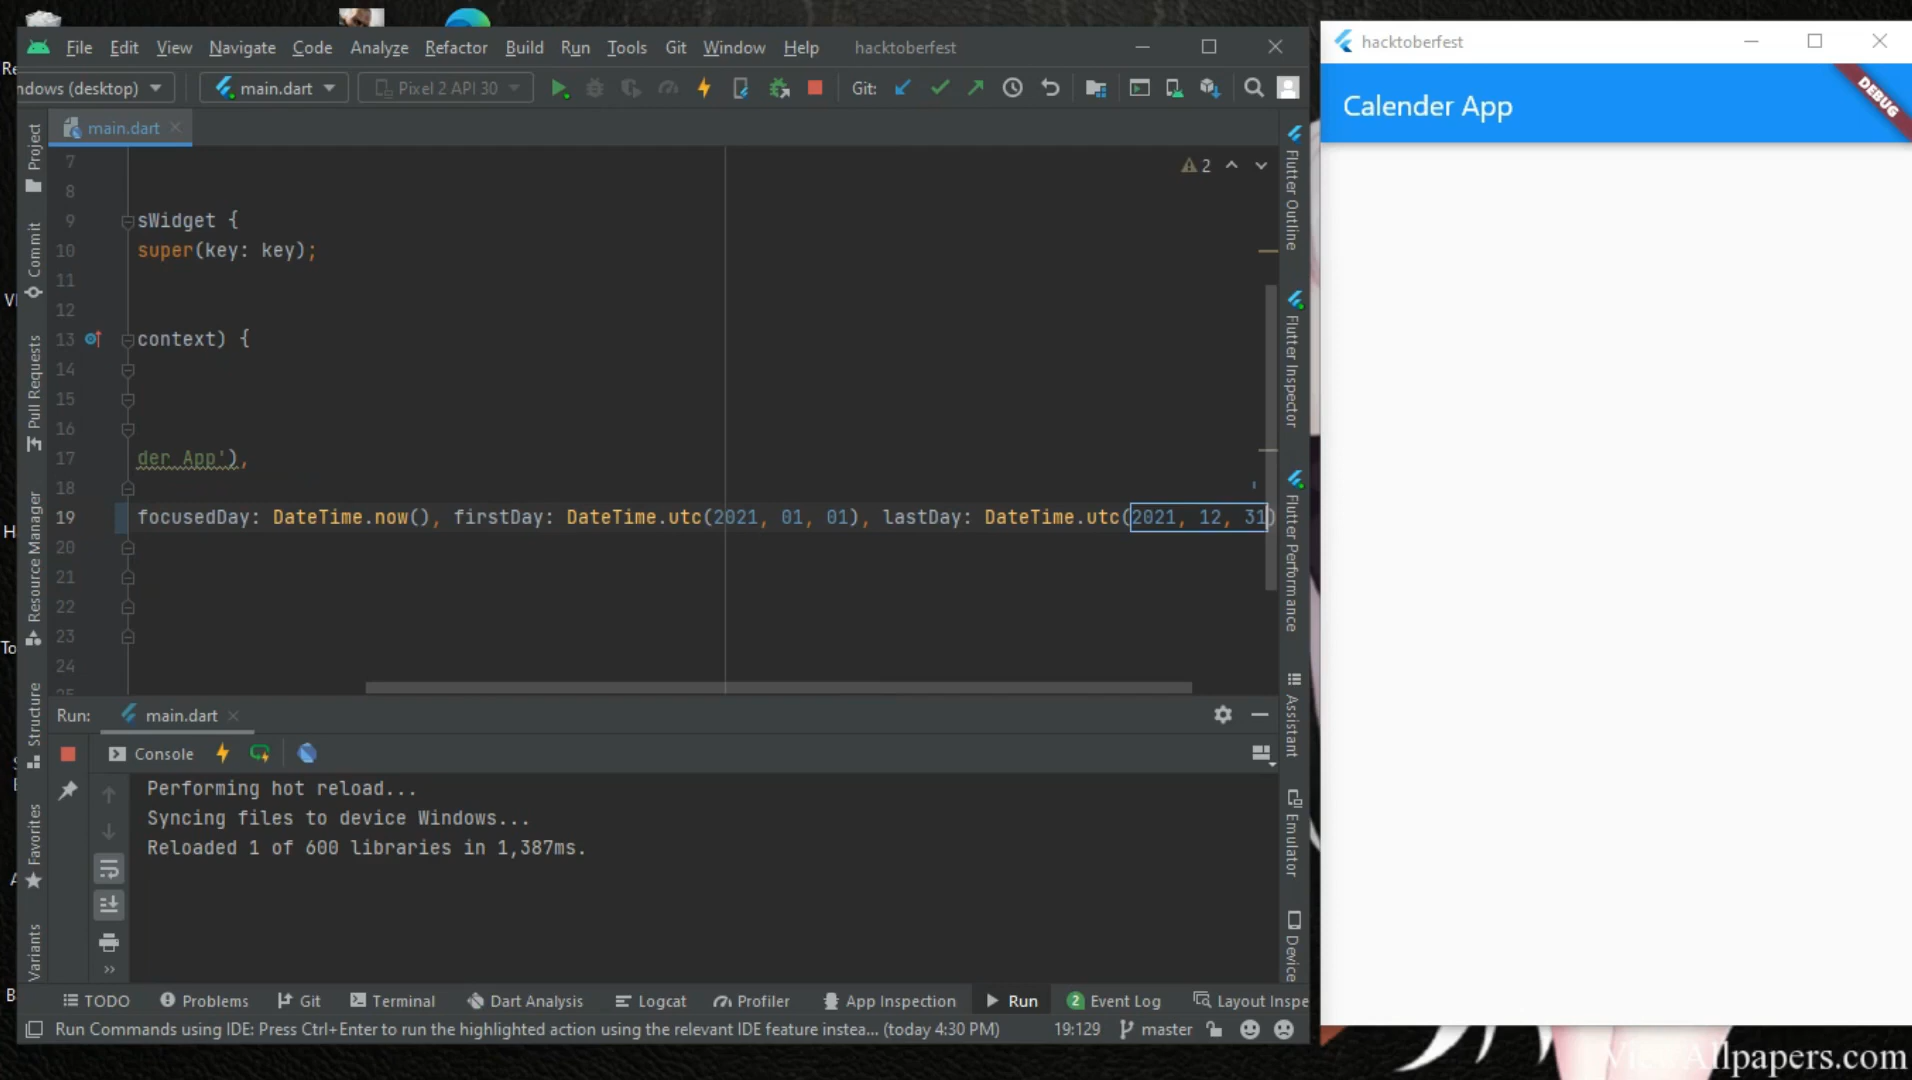 File Edit View Navigate Code Analyze Refactor Build Run Tools Git Window Help hacktoberfest
ndows (desktop) main.dart Pixel 2 API 30 Git:
main.dart
Project
Commit
Pull Requests
Resource Manager
Structure
Favorites
Variants
2
7
8
9 sWidget {
10 super(key: key);
11
12
13 context) {
14
15
16
17 der App'),
18
19 focusedDay: DateTime.now(), firstDay: DateTime.utc(2021, 01, 01), lastDay: DateTime.utc(2021, 12, 31)
20
21
22
23
24
25
Flutter Outline
Flutter Inspector
Flutter Performance
Assistant
Emulator
Device
Run: main.dart
Console
Performing hot reload...
Syncing files to device Windows...
Reloaded 1 of 600 libraries in 1,387ms.
TODO Problems Git Terminal Dart Analysis Logcat Profiler App Inspection Run 2 Event Log Layout Inspe
Run Commands using IDE: Press Ctrl+Enter to run the highlighted action using the relevant IDE feature instea... (today 4:30 PM) 19:129 master
hacktoberfest
Calender App
DEBUG
Re
To
Allpapers.com